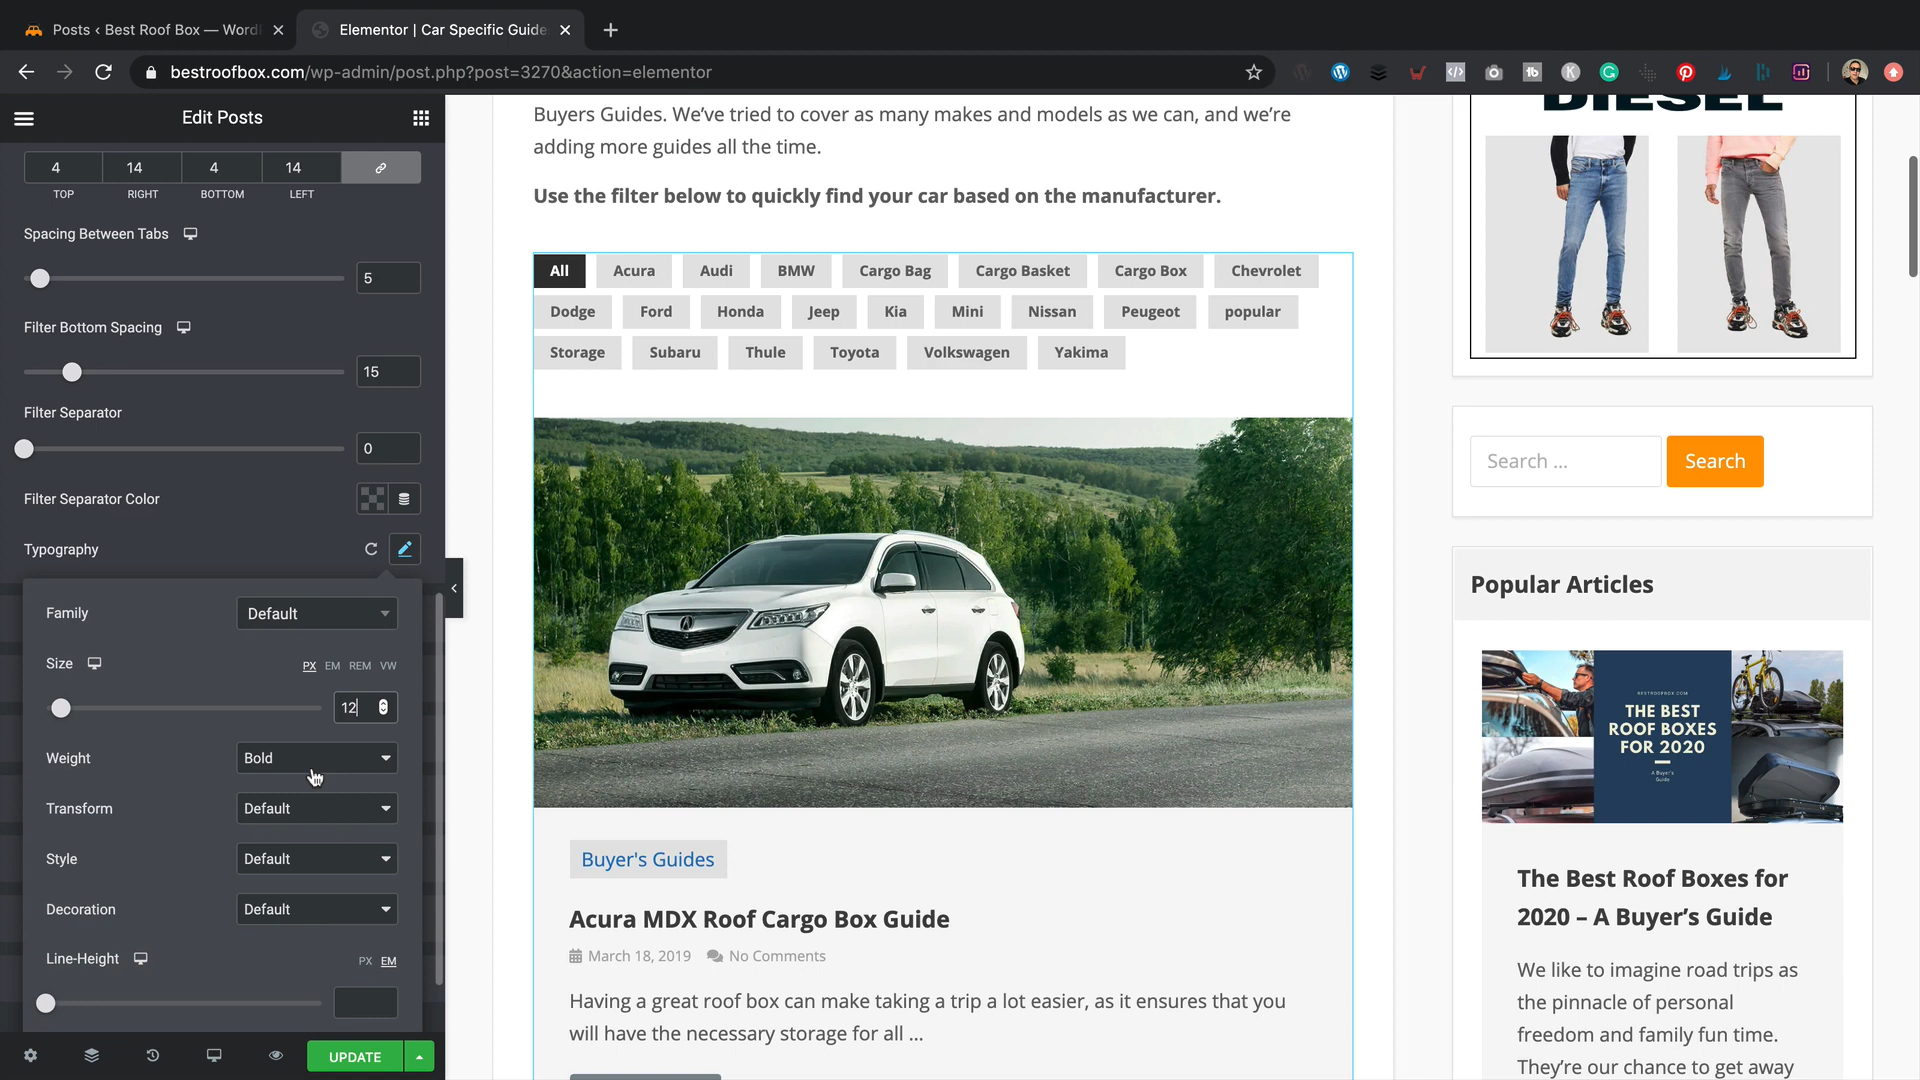 Posts ‹ Best Roof Box — Word
Elementor | Car Specific Guide
bestroofbox.com/wp-admin/post.php?post=3270&action=elementor
Edit Posts
4 14 4 14
TOP RIGHT BOTTOM LEFT
Spacing Between Tabs
5
Filter Bottom Spacing
15
Filter Separator
0
Filter Separator Color
Typography
Family Default
Size PX EM REM VW
12
Weight Bold
Transform Default
Style Default
Decoration Default
Line-Height PX EM
UPDATE
Buyers Guides. We've tried to cover as many makes and models as we can, and we're
adding more guides all the time.
Use the filter below to quickly find your car based on the manufacturer.
All Acura Audi BMW Cargo Bag Cargo Basket Cargo Box Chevrolet
Dodge Ford Honda Jeep Kia Mini Nissan Peugeot popular
Storage Subaru Thule Toyota Volkswagen Yakima
Buyer's Guides
Acura MDX Roof Cargo Box Guide
March 18, 2019 No Comments
Having a great roof box can make taking a trip a lot easier, as it ensures that you
will have the necessary storage for all ...
DIESEL
Search ... Search
Popular Articles
BESTROOFBOX.COM
THE BEST
ROOF BOXES
FOR 2020
A Buyer's
Guide
The Best Roof Boxes for
2020 – A Buyer's Guide
We like to imagine road trips as
the pinnacle of personal
freedom and family fun time.
They're our chance to get away